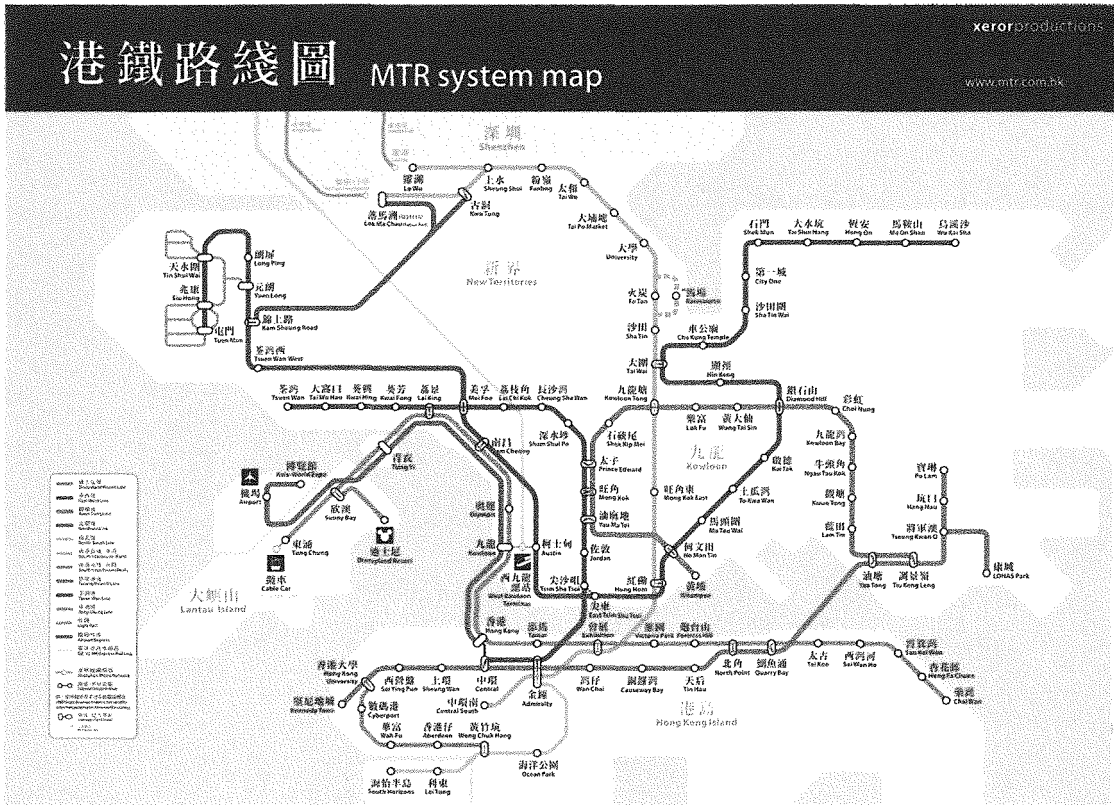 xerorproductions
港鐵路綫圖 MTR system map
www.mtr.com.hk
深圳
Shenzhen
羅湖
Lo Wu
上水
Sheung Shui
粉嶺
Fanling
太和
Tai Wo
落馬洲
Lok Ma Chau
古洞
Kwu Tung
大埔墟
Tai Po Market
大學
University
石門
Shek Mun
大水坑
Tai Shui Hang
恆安
Heng On
馬鞍山
Ma On Shan
烏溪沙
Wu Kai Sha
天水圍
Tin Shui Wai
朗屏
Long Ping
新界
New Territories
第一城
City One
兆康
Siu Hong
元朗
Yuen Long
火炭
Fo Tan
馬場
Racecourse
沙田圍
Sha Tin Wai
屯門
Tuen Mun
錦上路
Kam Sheung Road
沙田
Sha Tin
車公廟
Che Kung Temple
荃灣西
Tsuen Wan West
大圍
Tai Wai
顯徑
Hin Keng
荃灣
Tsuen Wan
大窩口
Tai Wo Hau
葵興
Kwai Hing
葵芳
Kwai Fong
荔景
Lai King
美孚
Mei Foo
荔枝角
Lai Chi Kok
長沙灣
Cheung Sha Wan
九龍塘
Kowloon Tong
樂富
Lok Fu
黃大仙
Wong Tai Sin
鑽石山
Diamond Hill
彩虹
Choi Hung
深水埗
Sham Shui Po
石硤尾
Shek Kip Mei
九龍灣
Kowloon Bay
南昌
Nam Cheong
青衣
Tsing Yi
太子
Prince Edward
九龍
Kowloon
啟德
Kai Tak
牛頭角
Ngau Tau Kok
寶琳
Po Lam
博覽館
AsiaWorld-Expo
機場
Airport
欣澳
Sunny Bay
奧運
Olympic
旺角
Mong Kok
旺角東
Mong Kok East
土瓜灣
To Kwa Wan
觀塘
Kwun Tong
坑口
Hang Hau
油麻地
Yau Ma Tei
馬頭圍
Ma Tau Wai
藍田
Lam Tin
將軍澳
Tseung Kwan O
東涌
Tung Chung
迪士尼
Disneyland Resort
九龍
Kowloon
柯士甸
Austin
佐敦
Jordan
何文田
Ho Man Tin
纜車
Cable Car
西九龍
總站
West Kowloon
Terminus
尖沙咀
Tsim Sha Tsui
紅磡
Hung Hom
黃埔
Whampoa
油塘
Yau Tong
調景嶺
Tiu Keng Leng
康城
LOHAS Park
大嶼山
Lantau Island
尖東
East Tsim Sha Tsui
香港
Hong Kong
添馬
Tamar
會展
Exhibition
維園
Victoria Park
炮台山
Fortress Hill
香港大學
Hong Kong
University
西營盤
Sai Ying Pun
上環
Sheung Wan
中環
Central
金鐘
Admiralty
灣仔
Wan Chai
銅鑼灣
Causeway Bay
天后
Tin Hau
北角
North Point
鰂魚涌
Quarry Bay
太古
Tai Koo
西灣河
Sai Wan Ho
筲箕灣
Sau Kei Wan
杏花邨
Heng Fa Chuen
柴灣
Chai Wan
堅尼地城
Kennedy Town
數碼港
Cyberport
中環南
Central South
港島
Hong Kong Island
華富
Wah Fu
香港仔
Aberdeen
黃竹坑
Wong Chuk Hang
海洋公園
Ocean Park
海怡半島
South Horizons
利東
Lei Tung